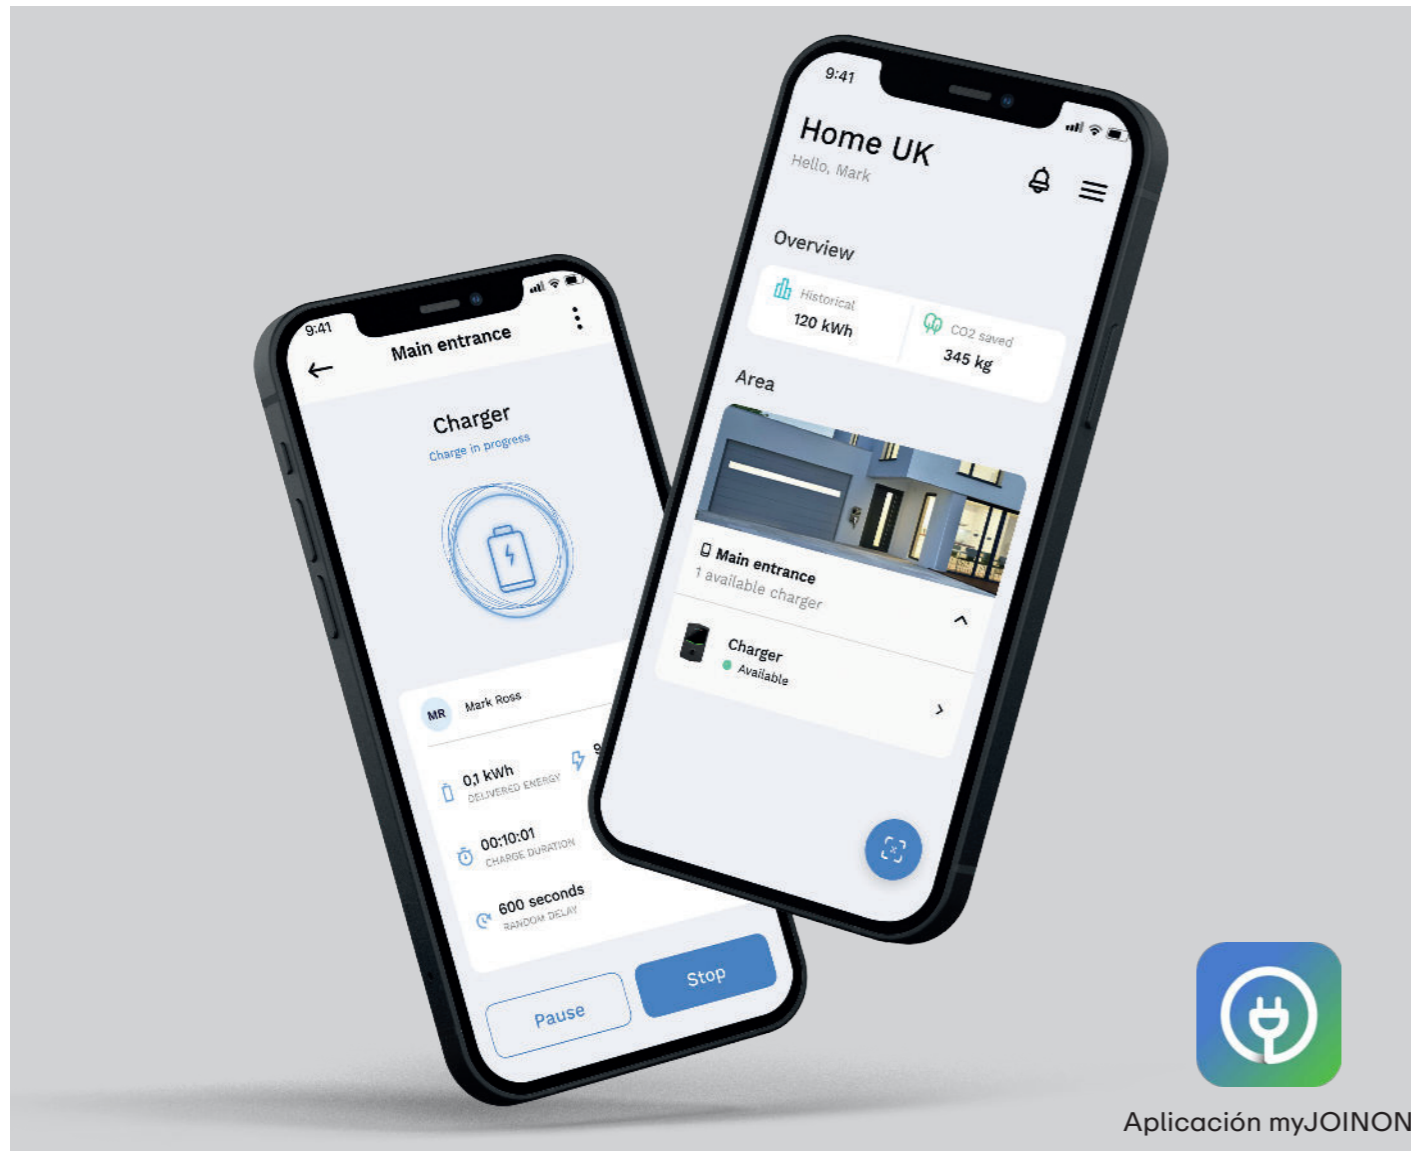 9:41
Main entrance
Charger
Charge in progress
MR
Mark Ross
0,1 kWh
DELIVERED ENERGY
9
00:10:01
CHARGE DURATION
600 seconds
RANDOM DELAY
Pause
Stop
9:41
Home UK
Hello, Mark
Overview
Historical
120 kWh
CO2 saved
345 kg
Area
Main entrance
1 available charger
Charger
Available
Aplicación myJOINON